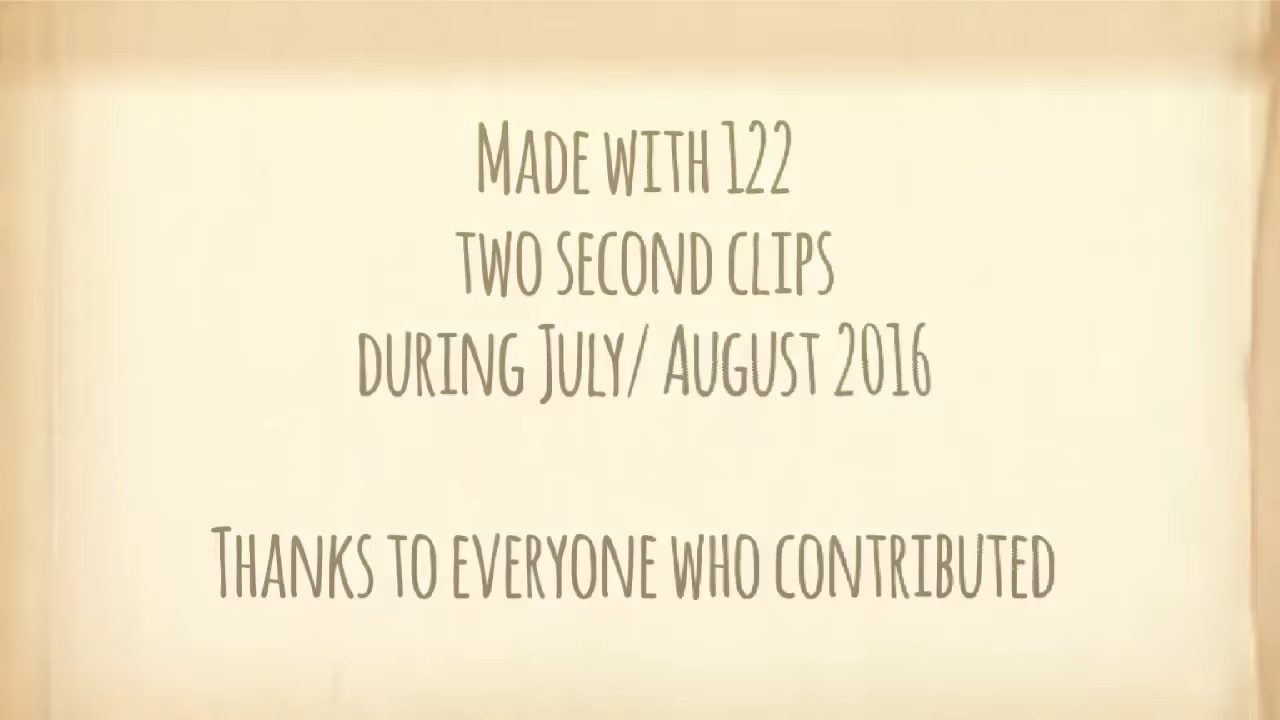 Made with 122
two second clips
during July/ August 2016
Thanks to everyone who contributed